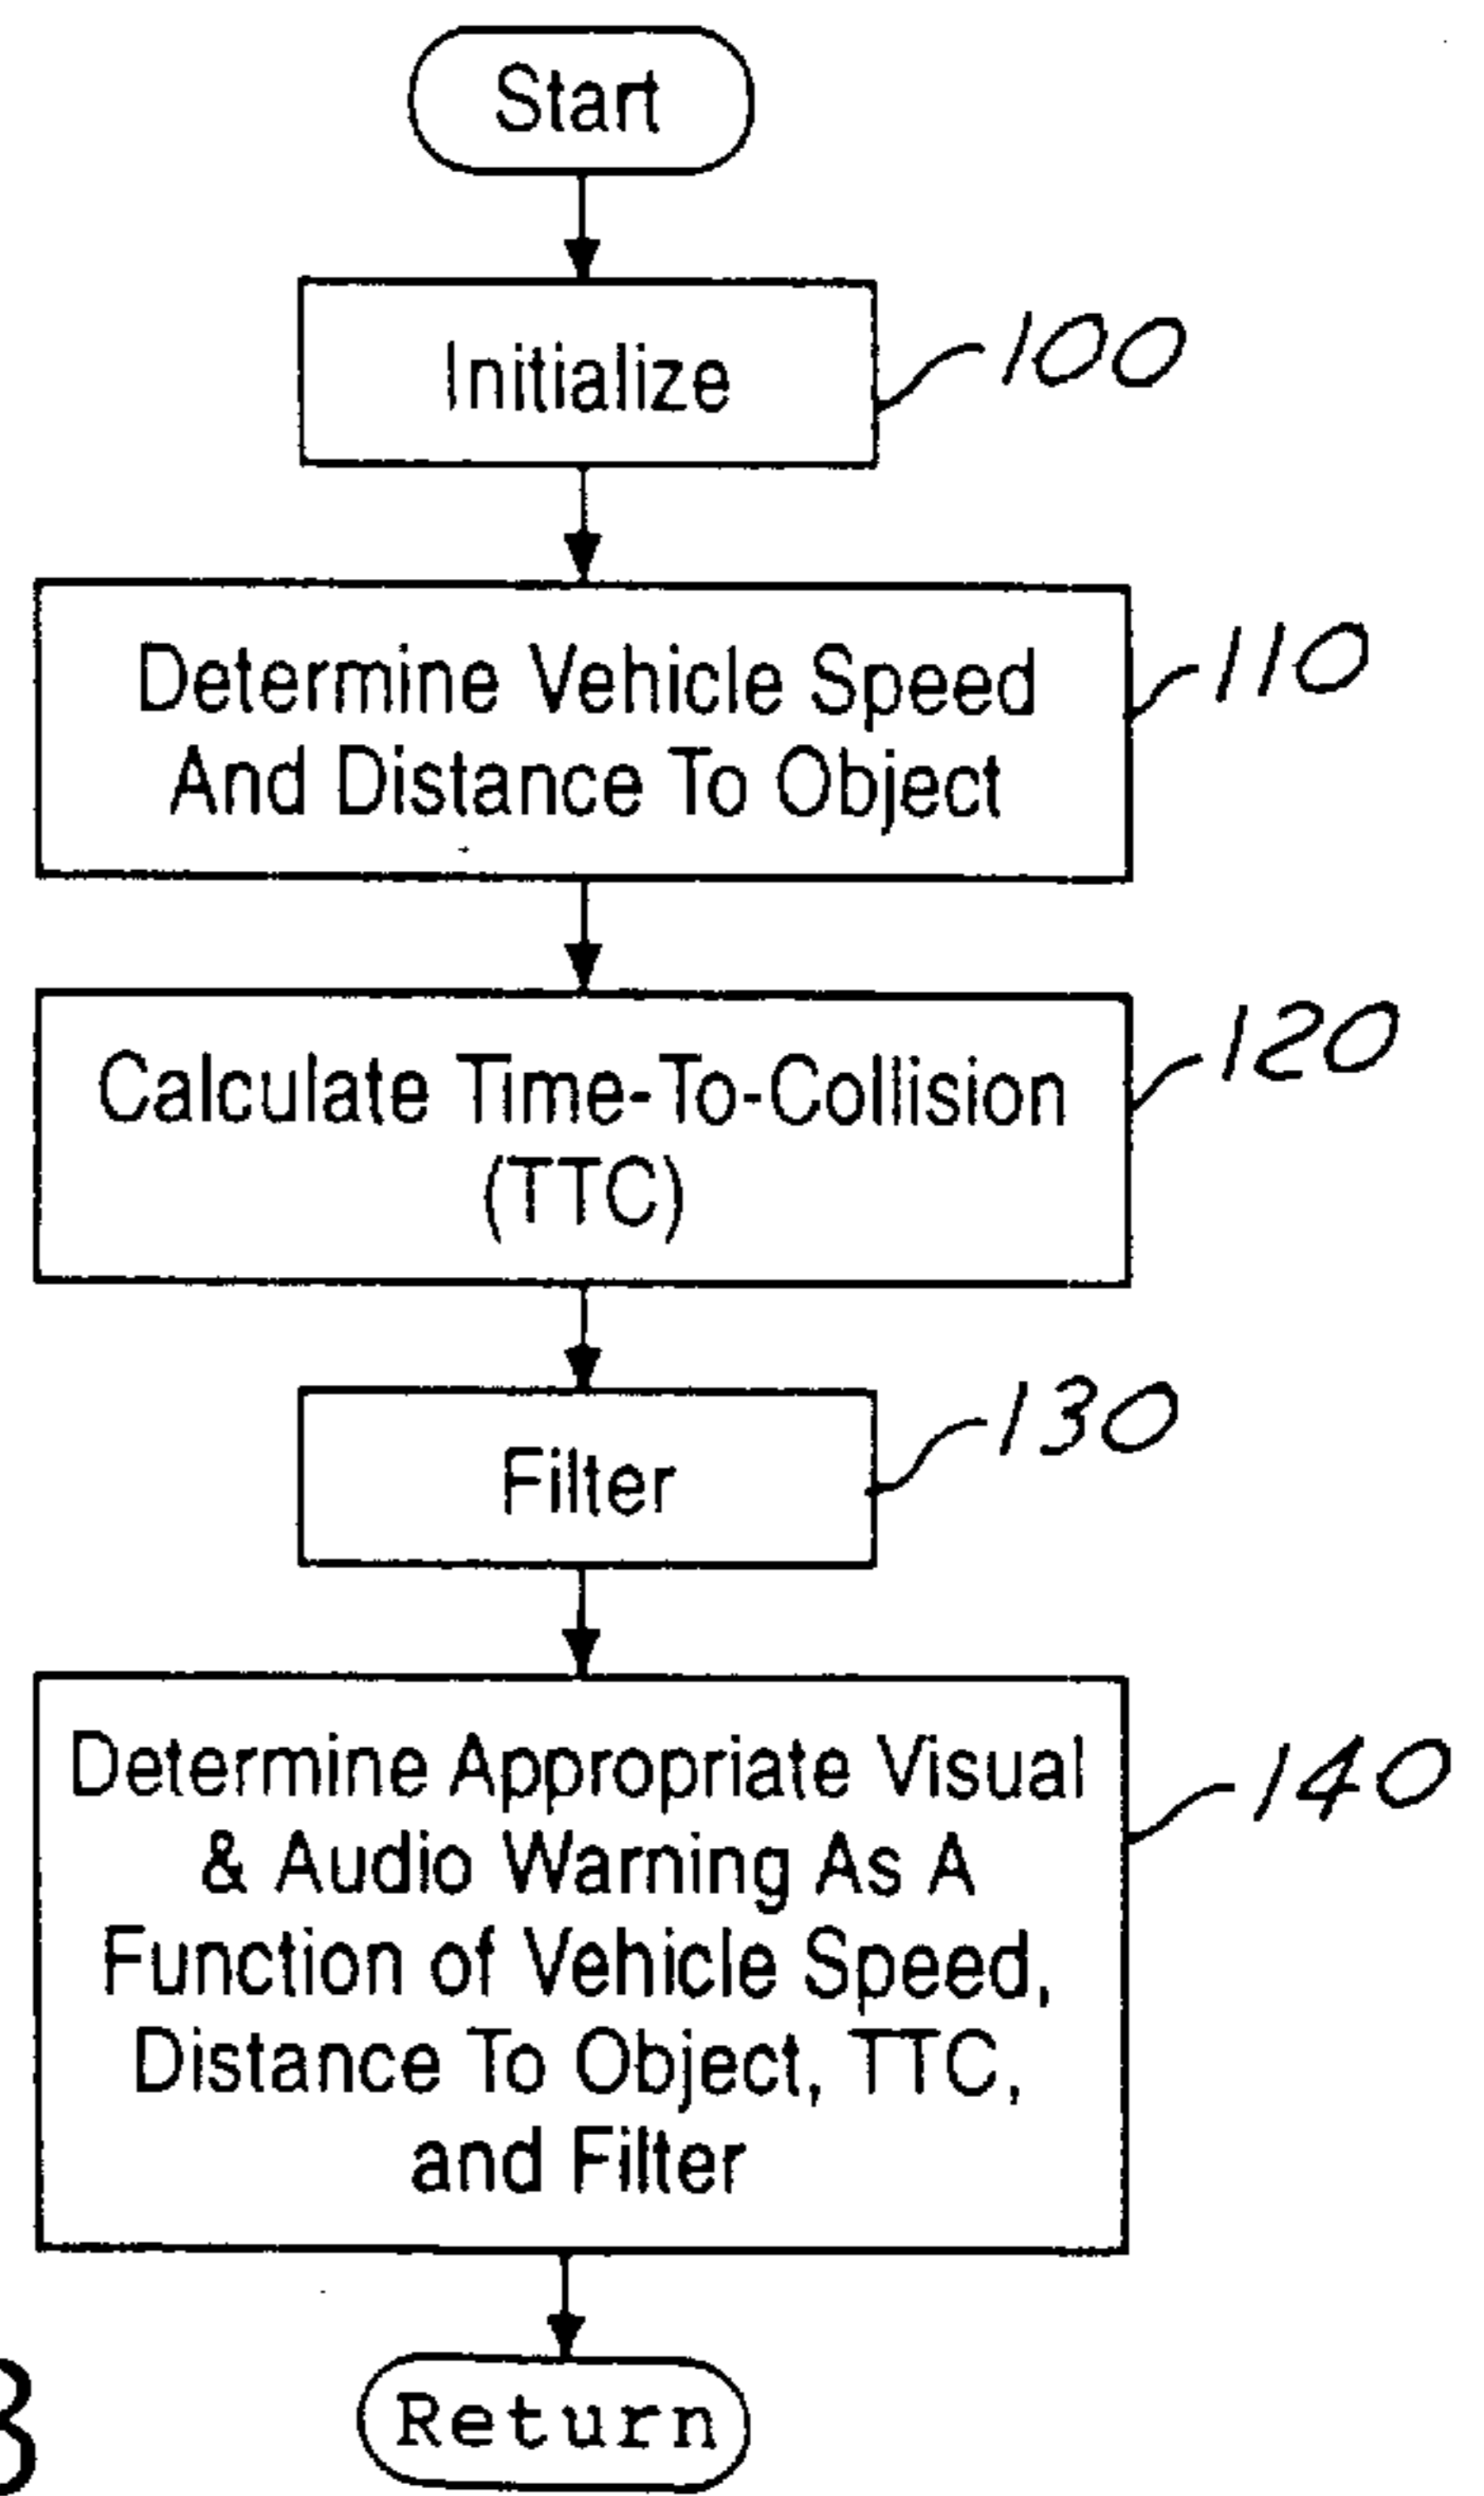 Start
Initialize
100
Determine Vehicle Speed
And Distance To Object
110
Calculate Time-To-Collision
(TTC)
120
Filter
130
Determine Appropriate Visual
& Audio Warning As A
Function of Vehicle Speed,
Distance To Object, TTC,
and Filter
140
Return